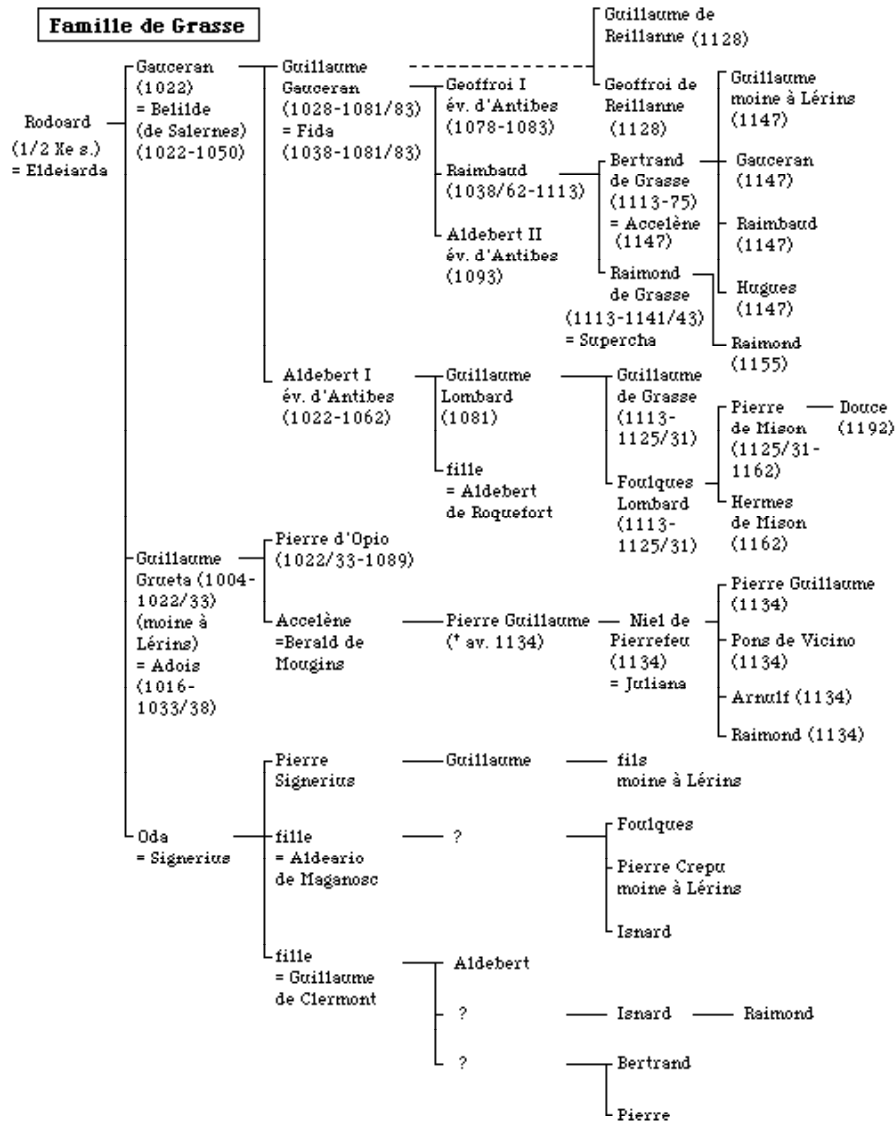 Famille de Grasse
Rodoard
(1/2 Xe s.)
= Eldeiarda
Gauceran
(1022)
= Belilde
(de Salernes)
(1022-1050)
Guillaume
Gauceran
(1028-1081/83)
= Fida
(1038-1081/83)
Guillaume de
Reillanne (1128)
Geoffroi de
Reillanne
(1128)
Geoffroi I
év. d'Antibes
(1078-1083)
Raimbaud
(1038/62-1113)
Aldebert II
év. d'Antibes
(1093)
Bertrand
de Grasse
(1113-75)
= Accelène
(1147)
Raimond
de Grasse
(1113-1141/43)
= Supercha
Guillaume
moine à Lérins
(1147)
Gauceran
(1147)
Raimbaud
(1147)
Hugues
(1147)
Raimond
(1155)
Aldebert I
év. d'Antibes
(1022-1062)
Guillaume
Lombard
(1081)
fille
= Aldebert
de Roquefort
Guillaume
de Grasse
(1113-
1125/31)
Foulques
Lombard
(1113-
1125/31)
Pierre
de Mison
(1125/31-
1162)
Hermes
de Mison
(1162)
Douce
(1192)
Guillaume
Grueta (1004-
1022/33)
(moine à
Lérins)
= Adois
(1016-
1033/38)
Pierre d'Opio
(1022/33-1089)
Accelène
=Berald de
Mougins
Pierre Guillaume
(† av. 1134)
Niel de
Pierrefeu
(1134)
= Juliana
Pierre Guillaume
(1134)
Pons de Vicino
(1134)
Arnulf (1134)
Raimond (1134)
Oda
= Signerius
Pierre
Signerius
Guillaume
fils
moine à Lérins
fille
= Aldeario
de Maganosc
?
Foulques
Pierre Crepu
moine à Lérins
Isnard
fille
= Guillaume
de Clermont
Aldebert
?
Isnard
Raimond
?
Bertrand
Pierre